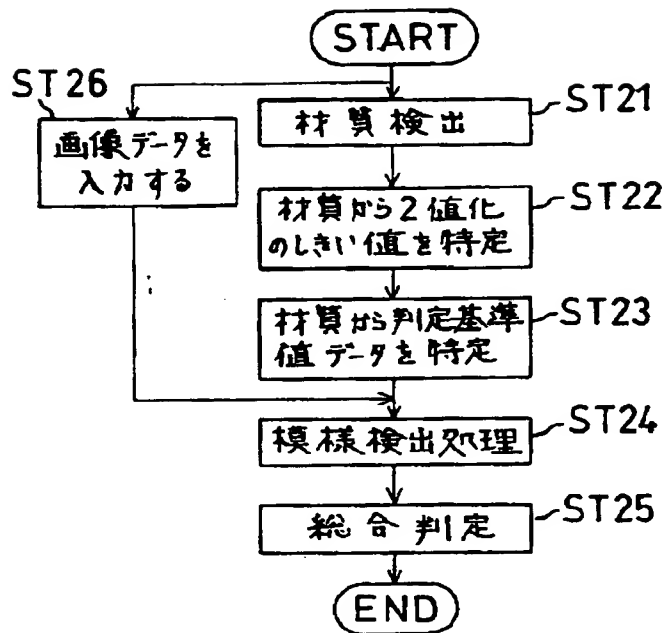 START
ST26
ST21
材質検出
画像データを
入力する
材質から2値化
のしきい値を特定
ST22
材質から判定基準
値データを特定
ST23
模様検出処理
ST24
総合判定
ST25
END